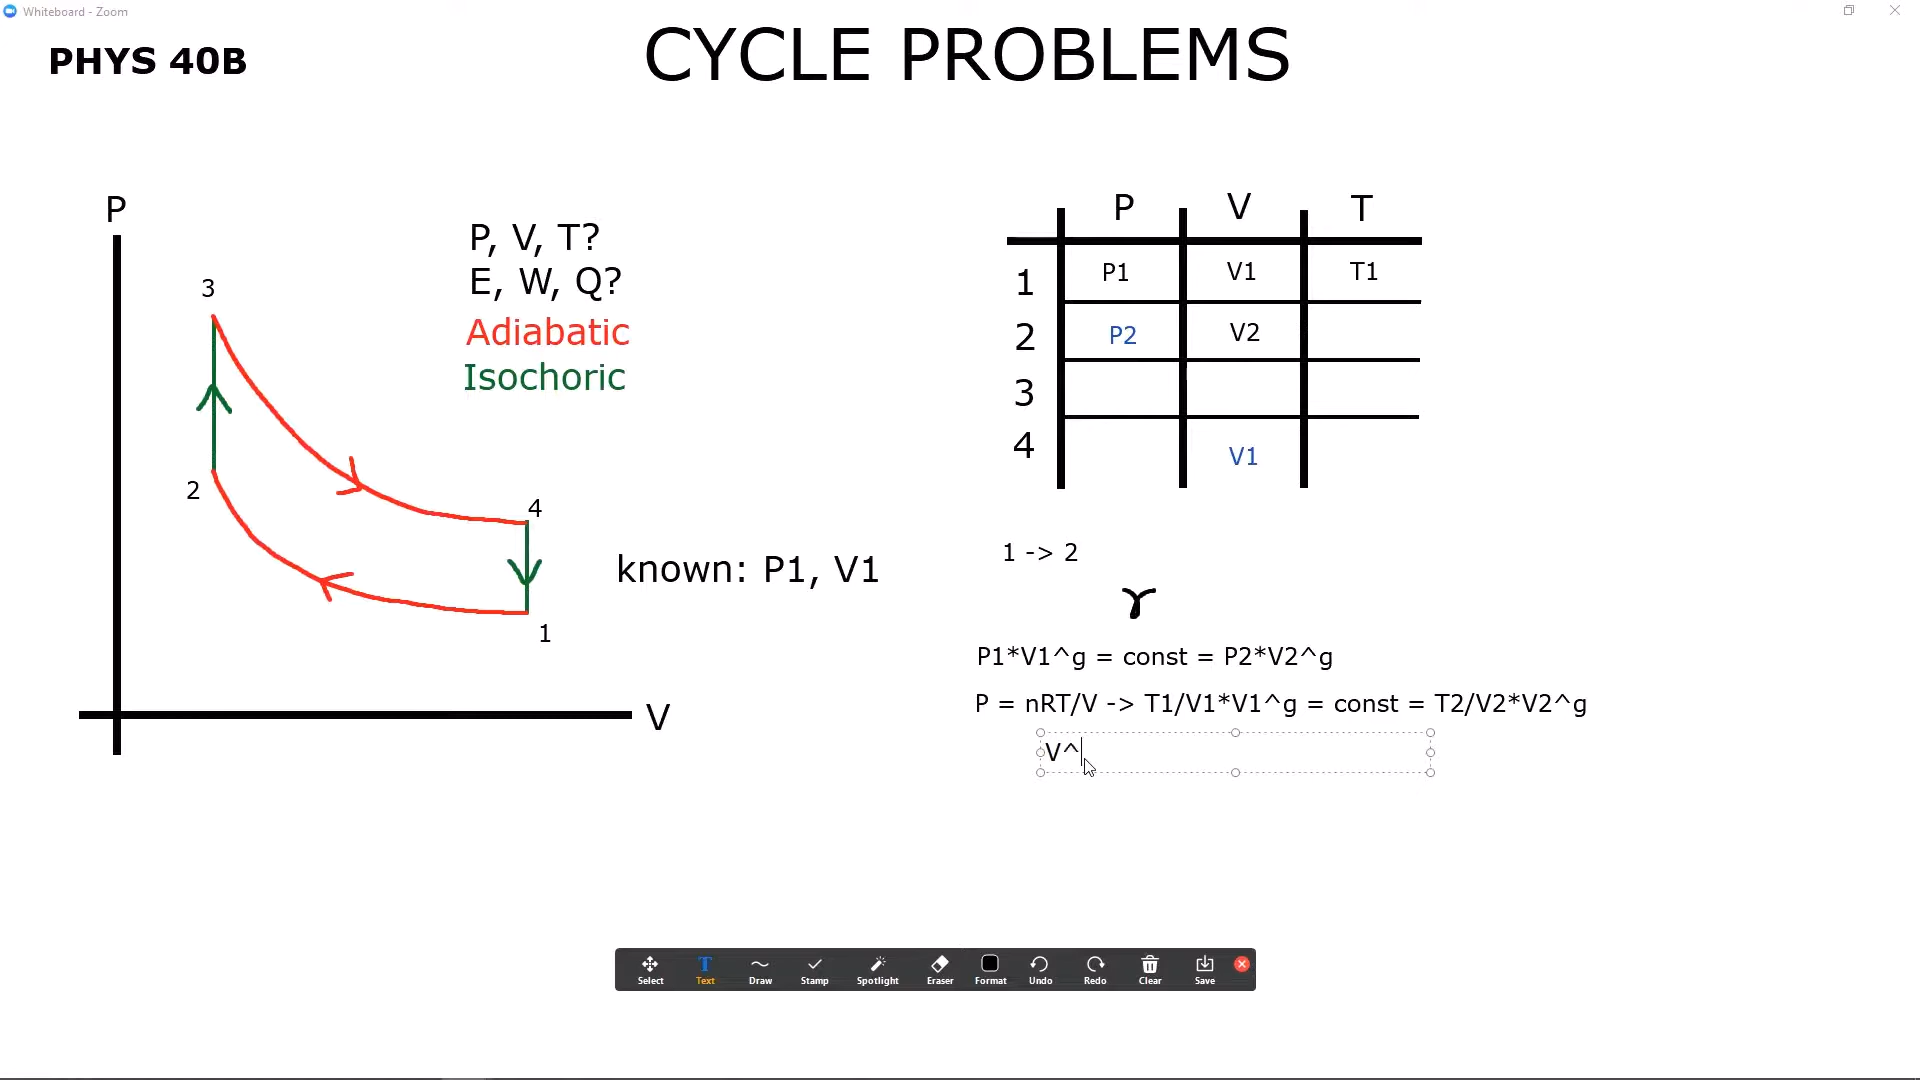 Whiteboard - Zoom
PHYS 40B
CYCLE PROBLEMS
P
3
2
4
1
V
P, V, T?
E, W, Q?
Adiabatic
Isochoric
known: P1, V1
P V T
1 P1 V1 T1
2 P2 V2
3
4 V1
1 -> 2
γ
P1*V1^g = const = P2*V2^g
P = nRT/V -> T1/V1*V1^g = const = T2/V2*V2^g
V^
Select Text Draw Stamp Spotlight Eraser Format Undo Redo Clear Save